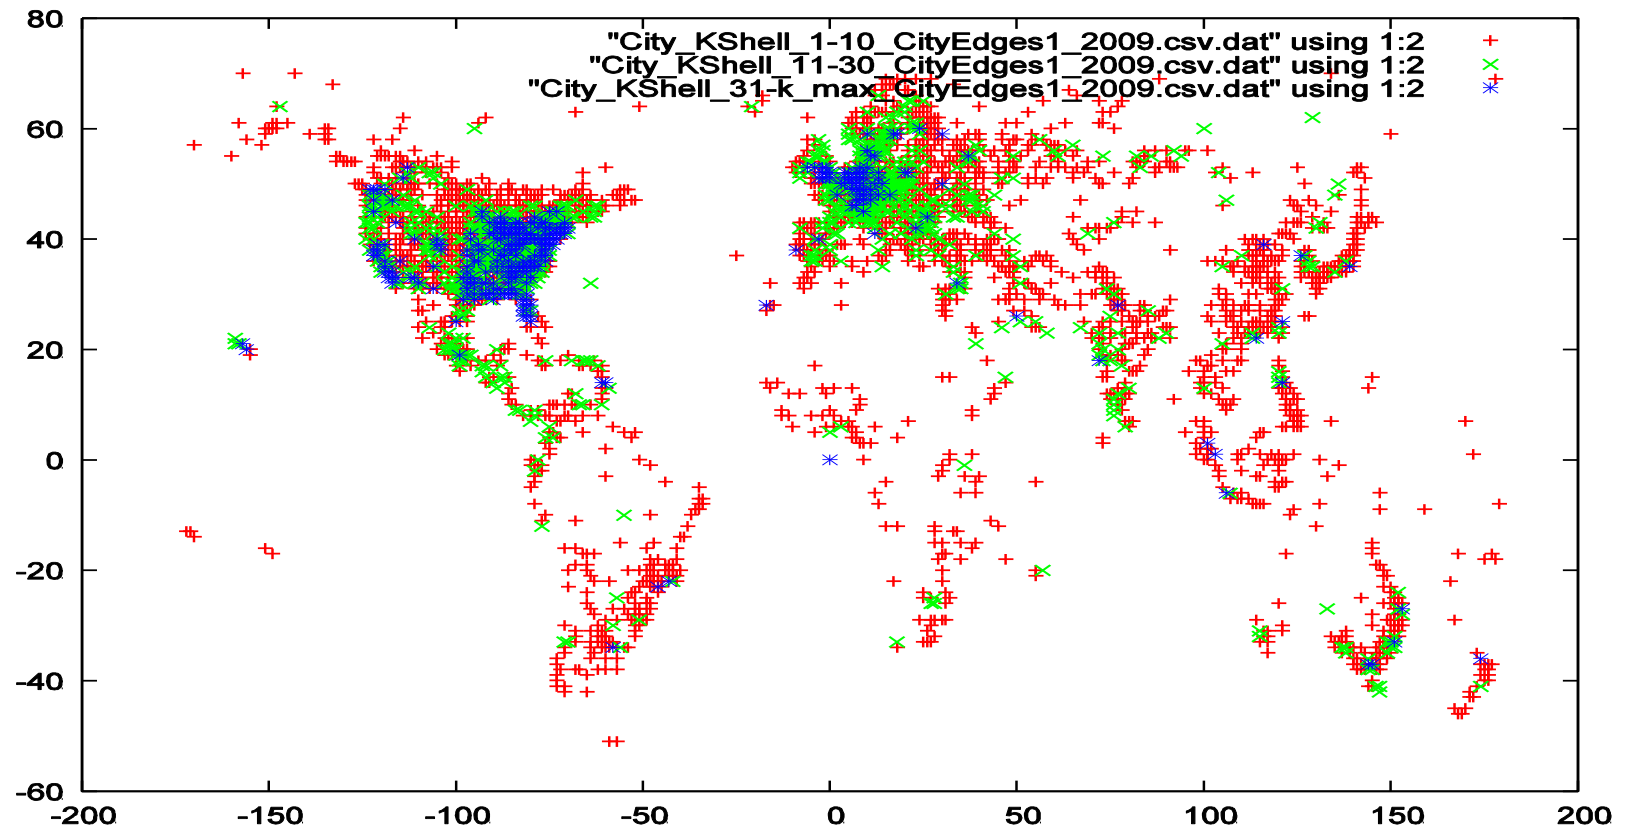 80
"City_KShell_1-10_CityEdges1_2009.csv.dat" using 1:2
"City_KShell_11-30_CityEdges1_2009.csv.dat" using 1:2
"City_KShell_31-k_max_CityEdges1_2009.csv.dat" using 1:2
60
40
20
0
-20
-40
-60
-200 -150 -100 -50 0 50 100 150 200